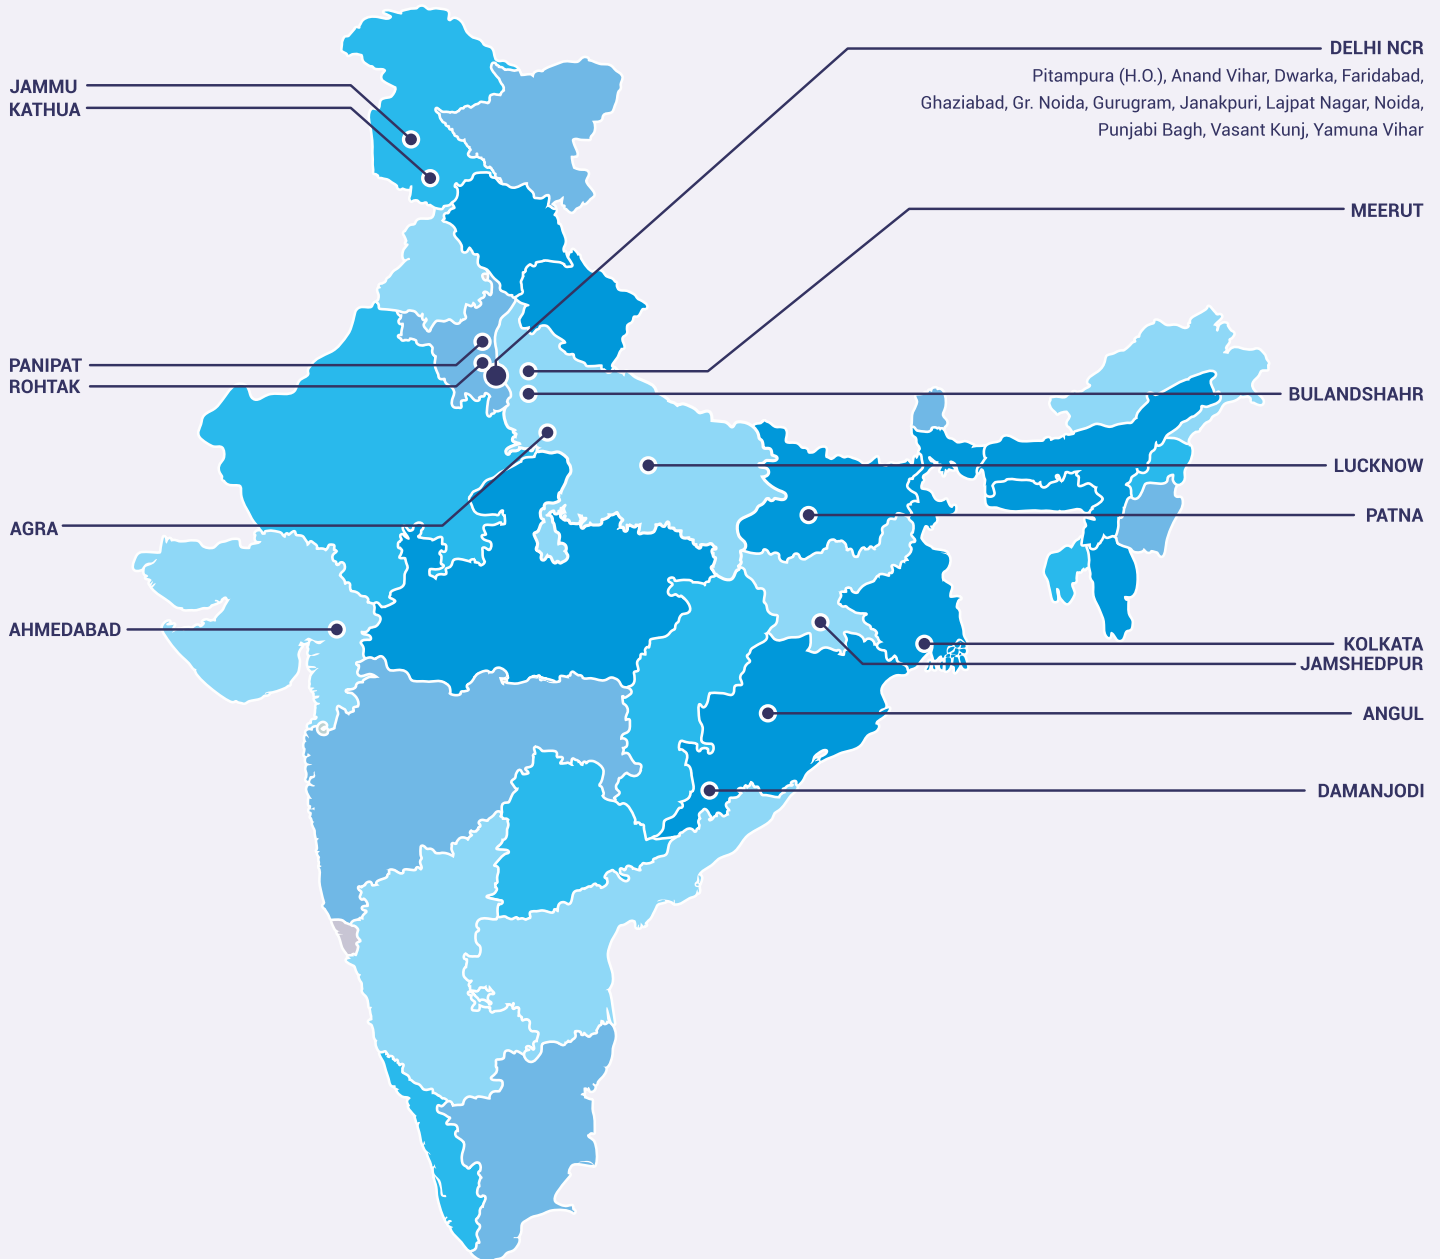 JAMMU
KATHUA
DELHI NCR
Pitampura (H.O.), Anand Vihar, Dwarka, Faridabad,
Ghaziabad, Gr. Noida, Gurugram, Janakpuri, Lajpat Nagar, Noida,
Punjabi Bagh, Vasant Kunj, Yamuna Vihar
MEERUT
PANIPAT
ROHTAK
BULANDSHAHR
LUCKNOW
PATNA
AGRA
AHMEDABAD
KOLKATA
JAMSHEDPUR
ANGUL
DAMANJODI